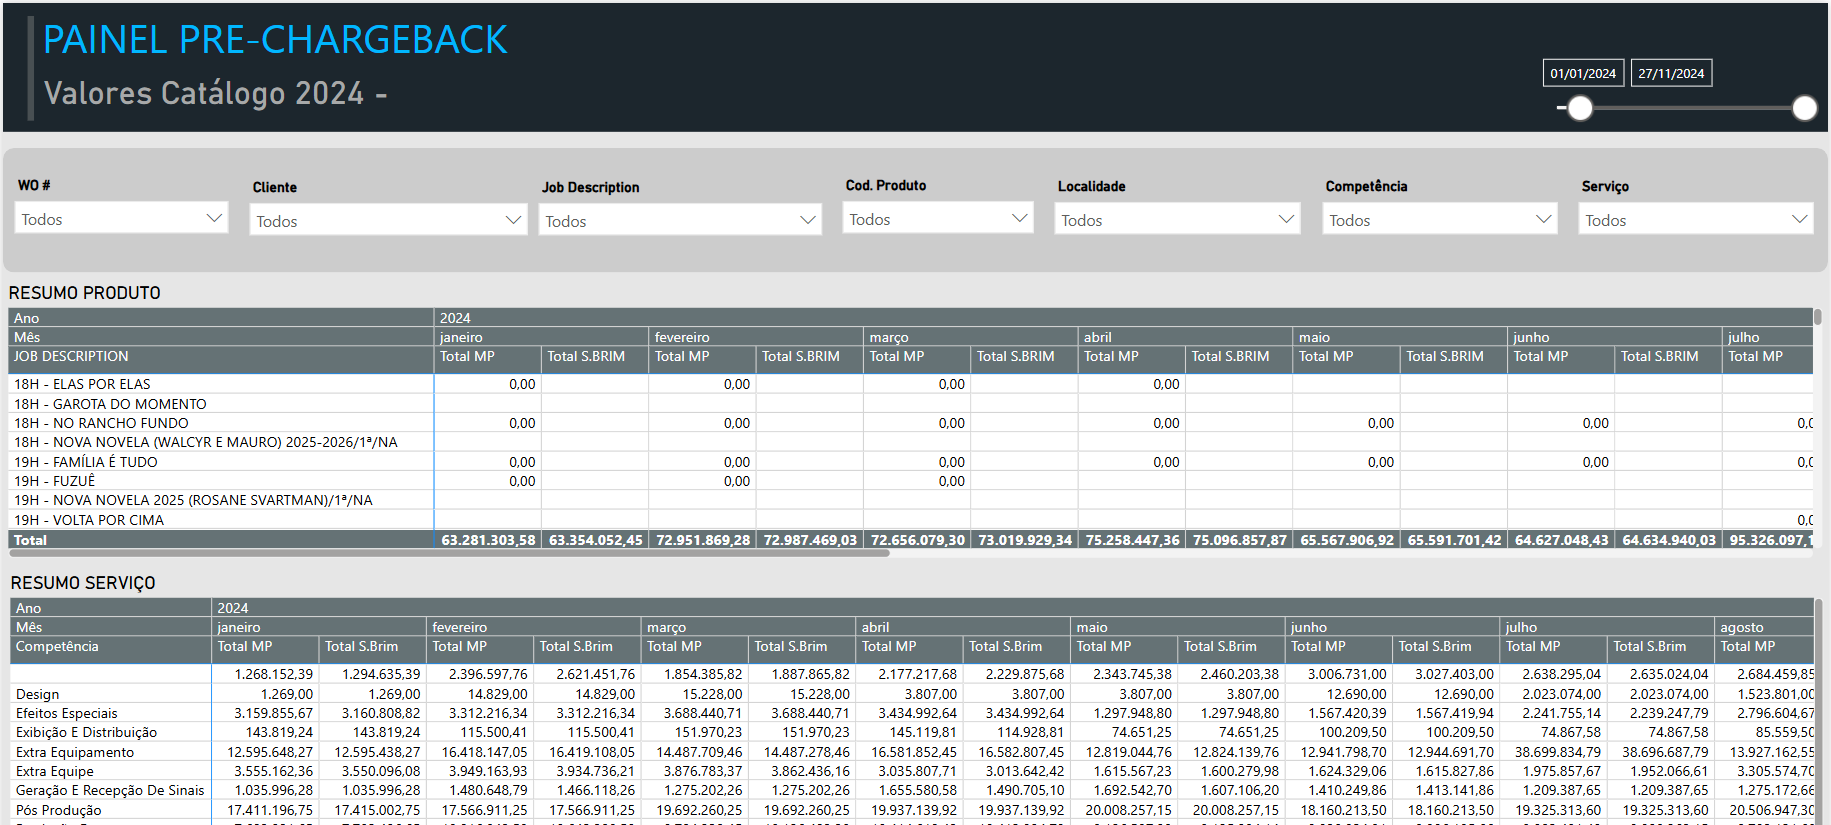 PAINEL PRE-CHARGEBACK
Valores Catálogo 2024 -
01/01/2024 27/11/2024
WO # Cliente Job Description Cod. Produto Localidade Competência Serviço
Todos Todos Todos Todos Todos Todos Todos
RESUMO PRODUTO
Ano 2024
Mês janeiro fevereiro março abril maio junho julho
JOB DESCRIPTION Total MP Total S.BRIM Total MP Total S.BRIM Total MP Total S.BRIM Total MP Total S.BRIM Total MP Total S.BRIM Total MP Total S.BRIM Total MP
18H - ELAS POR ELAS 0,00 0,00 0,00 0,00
18H - GAROTA DO MOMENTO
18H - NO RANCHO FUNDO 0,00 0,00 0,00 0,00 0,00 0,00 0,0
18H - NOVA NOVELA (WALCYR E MAURO) 2025-2026/1ª/NA
19H - FAMÍLIA É TUDO 0,00 0,00 0,00 0,00 0,00 0,00 0,0
19H - FUZUÊ 0,00 0,00 0,00
19H - NOVA NOVELA 2025 (ROSANE SVARTMAN)/1ª/NA
19H - VOLTA POR CIMA 0,0
Total 63.281.303,58 63.354.052,45 72.951.869,28 72.987.469,03 72.656.079,30 73.019.929,34 75.258.447,36 75.096.857,87 65.567.906,92 65.591.701,42 64.627.048,43 64.634.940,03 95.326.097,1
RESUMO SERVIÇO
Ano 2024
Mês janeiro fevereiro março abril maio junho julho agosto
Competência Total MP Total S.Brim Total MP Total S.Brim Total MP Total S.Brim Total MP Total S.Brim Total MP Total S.Brim Total MP Total S.Brim Total MP Total S.Brim Total MP
1.268.152,39 1.294.635,39 2.396.597,76 2.621.451,76 1.854.385,82 1.887.865,82 2.177.217,68 2.229.875,68 2.343.745,38 2.460.203,38 3.006.731,00 3.027.403,00 2.638.295,04 2.635.024,04 2.684.459,85
Design 1.269,00 1.269,00 14.829,00 14.829,00 15.228,00 15.228,00 3.807,00 3.807,00 3.807,00 3.807,00 12.690,00 12.690,00 2.023.074,00 2.023.074,00 1.523.801,00
Efeitos Especiais 3.159.855,67 3.160.808,82 3.312.216,34 3.312.216,34 3.688.440,71 3.688.440,71 3.434.992,64 3.434.992,64 1.297.948,80 1.297.948,80 1.567.420,39 1.567.419,94 2.241.755,14 2.239.247,79 2.796.604,67
Exibição E Distribuição 143.819,24 143.819,24 115.500,41 115.500,41 151.970,23 151.970,23 145.119,81 114.928,81 74.651,25 74.651,25 100.209,50 100.209,50 74.867,58 74.867,58 85.559,50
Extra Equipamento 12.595.648,27 12.595.438,27 16.418.147,05 16.419.108,05 14.487.709,46 14.487.278,46 16.581.852,45 16.582.807,45 12.819.044,76 12.824.139,76 12.941.798,70 12.944.691,70 38.699.834,79 38.696.687,79 13.927.162,55
Extra Equipe 3.555.162,36 3.550.096,08 3.949.163,93 3.934.736,21 3.876.783,37 3.862.436,16 3.035.807,71 3.013.642,42 1.615.567,23 1.600.279,98 1.624.329,06 1.615.827,86 1.975.857,67 1.952.066,61 3.305.574,70
Geração E Recepção De Sinais 1.035.996,28 1.035.996,28 1.480.648,79 1.466.118,26 1.275.202,26 1.275.202,26 1.655.580,58 1.490.705,10 1.692.542,70 1.607.106,20 1.410.249,86 1.413.141,86 1.209.387,65 1.209.387,65 1.275.172,66
Pós Produção 17.411.196,75 17.415.002,75 17.566.911,25 17.566.911,25 19.692.260,25 19.692.260,25 19.937.139,92 19.937.139,92 20.008.257,15 20.008.257,15 18.160.213,50 18.160.213,50 19.325.313,60 19.325.313,60 20.506.947,30